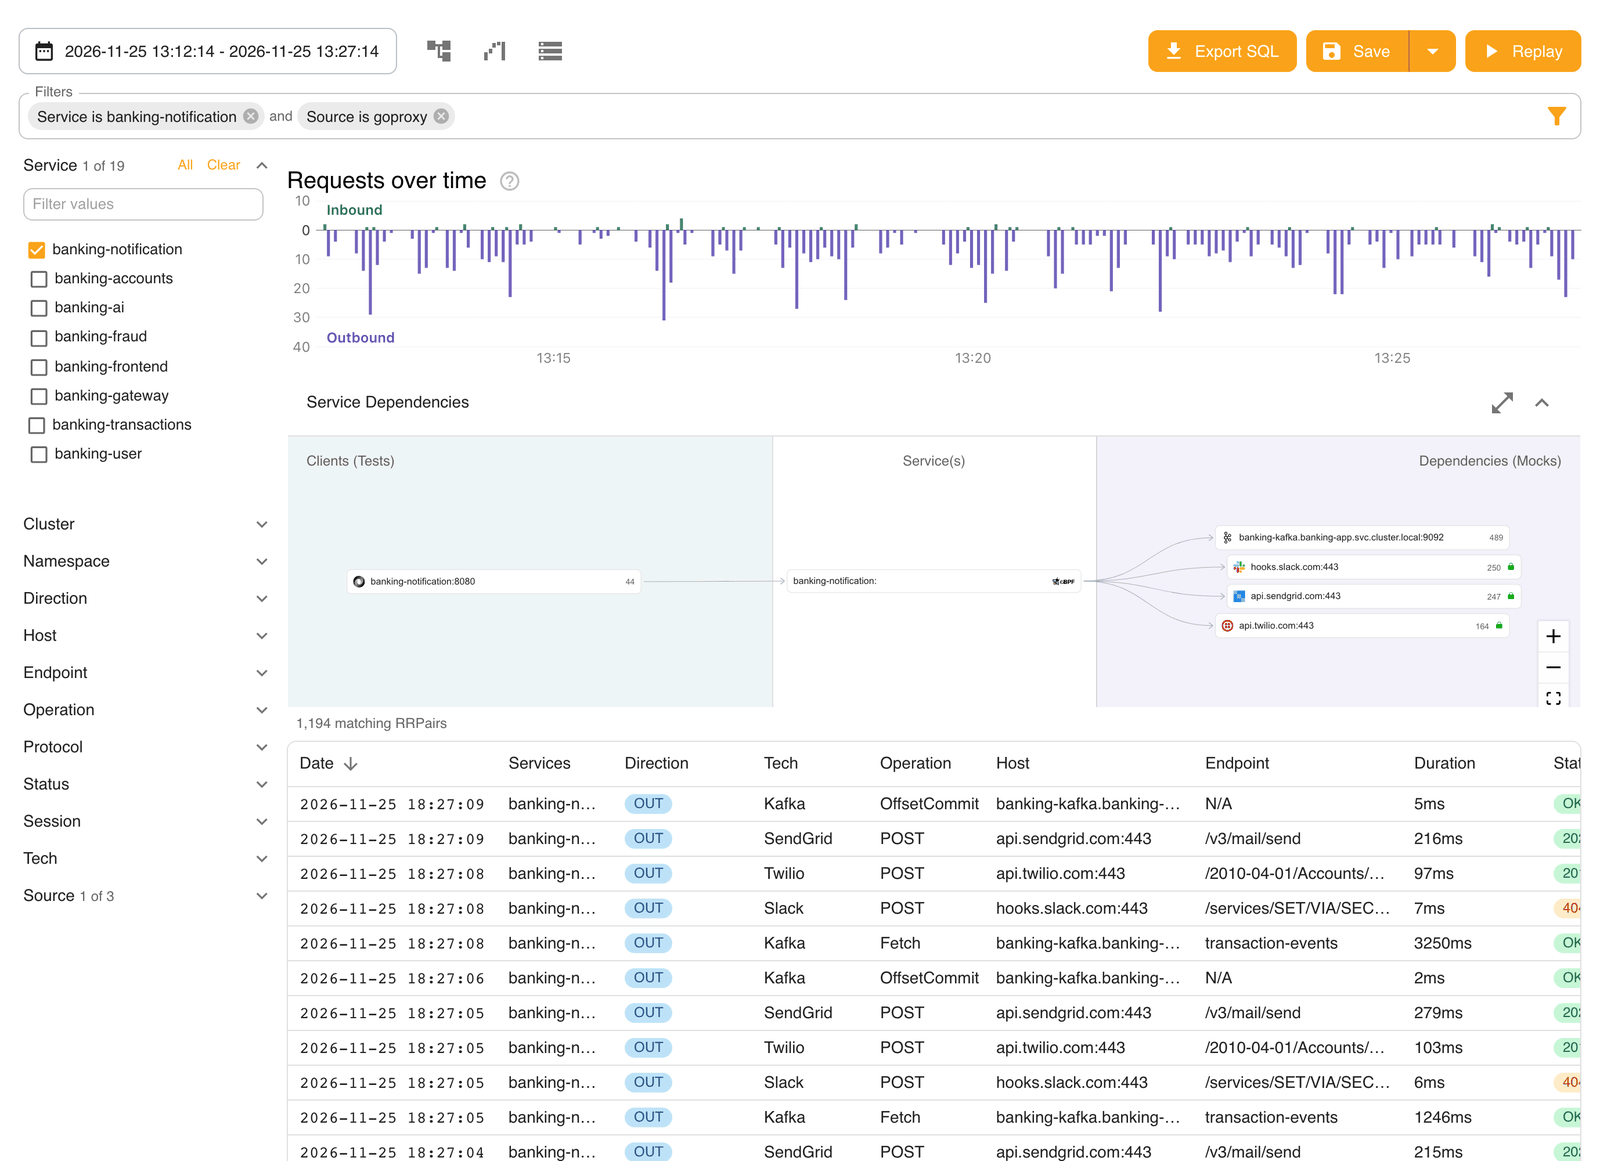 2026-11-25 13:12:14 - 2026-11-25 13:27:14
Export SQL
Save
Replay
Filters
Service is banking-notification and Source is goproxy
Service 1 of 19 All Clear
Filter values
banking-notification
banking-accounts
banking-ai
banking-fraud
banking-frontend
banking-gateway
banking-transactions
banking-user
Cluster
Namespace
Direction
Host
Endpoint
Operation
Protocol
Status
Session
Tech
Source 1 of 3
Requests over time ?
10
Inbound
0
10
20
30
Outbound
40
13:15 13:20 13:25
Service Dependencies
Clients (Tests) Service(s) Dependencies (Mocks)
banking-notification:8080 44
banking-notification: eBPF
banking-kafka.banking-app.svc.cluster.local:9092 489
hooks.slack.com:443 250
api.sendgrid.com:443 247
api.twilio.com:443 164
1,194 matching RRPairs
Date Services Direction Tech Operation Host Endpoint Duration Stat
2026-11-25 18:27:09 banking-n... OUT Kafka OffsetCommit banking-kafka.banking-... N/A 5ms OK
2026-11-25 18:27:09 banking-n... OUT SendGrid POST api.sendgrid.com:443 /v3/mail/send 216ms 202
2026-11-25 18:27:08 banking-n... OUT Twilio POST api.twilio.com:443 /2010-04-01/Accounts/... 97ms 20
2026-11-25 18:27:08 banking-n... OUT Slack POST hooks.slack.com:443 /services/SET/VIA/SEC... 7ms 404
2026-11-25 18:27:08 banking-n... OUT Kafka Fetch banking-kafka.banking-... transaction-events 3250ms OK
2026-11-25 18:27:06 banking-n... OUT Kafka OffsetCommit banking-kafka.banking-... N/A 2ms OK
2026-11-25 18:27:05 banking-n... OUT SendGrid POST api.sendgrid.com:443 /v3/mail/send 279ms 202
2026-11-25 18:27:05 banking-n... OUT Twilio POST api.twilio.com:443 /2010-04-01/Accounts/... 103ms 20
2026-11-25 18:27:05 banking-n... OUT Slack POST hooks.slack.com:443 /services/SET/VIA/SEC... 6ms 404
2026-11-25 18:27:05 banking-n... OUT Kafka Fetch banking-kafka.banking-... transaction-events 1246ms OK
2026-11-25 18:27:04 banking-n... OUT SendGrid POST api.sendgrid.com:443 /v3/mail/send 215ms 202